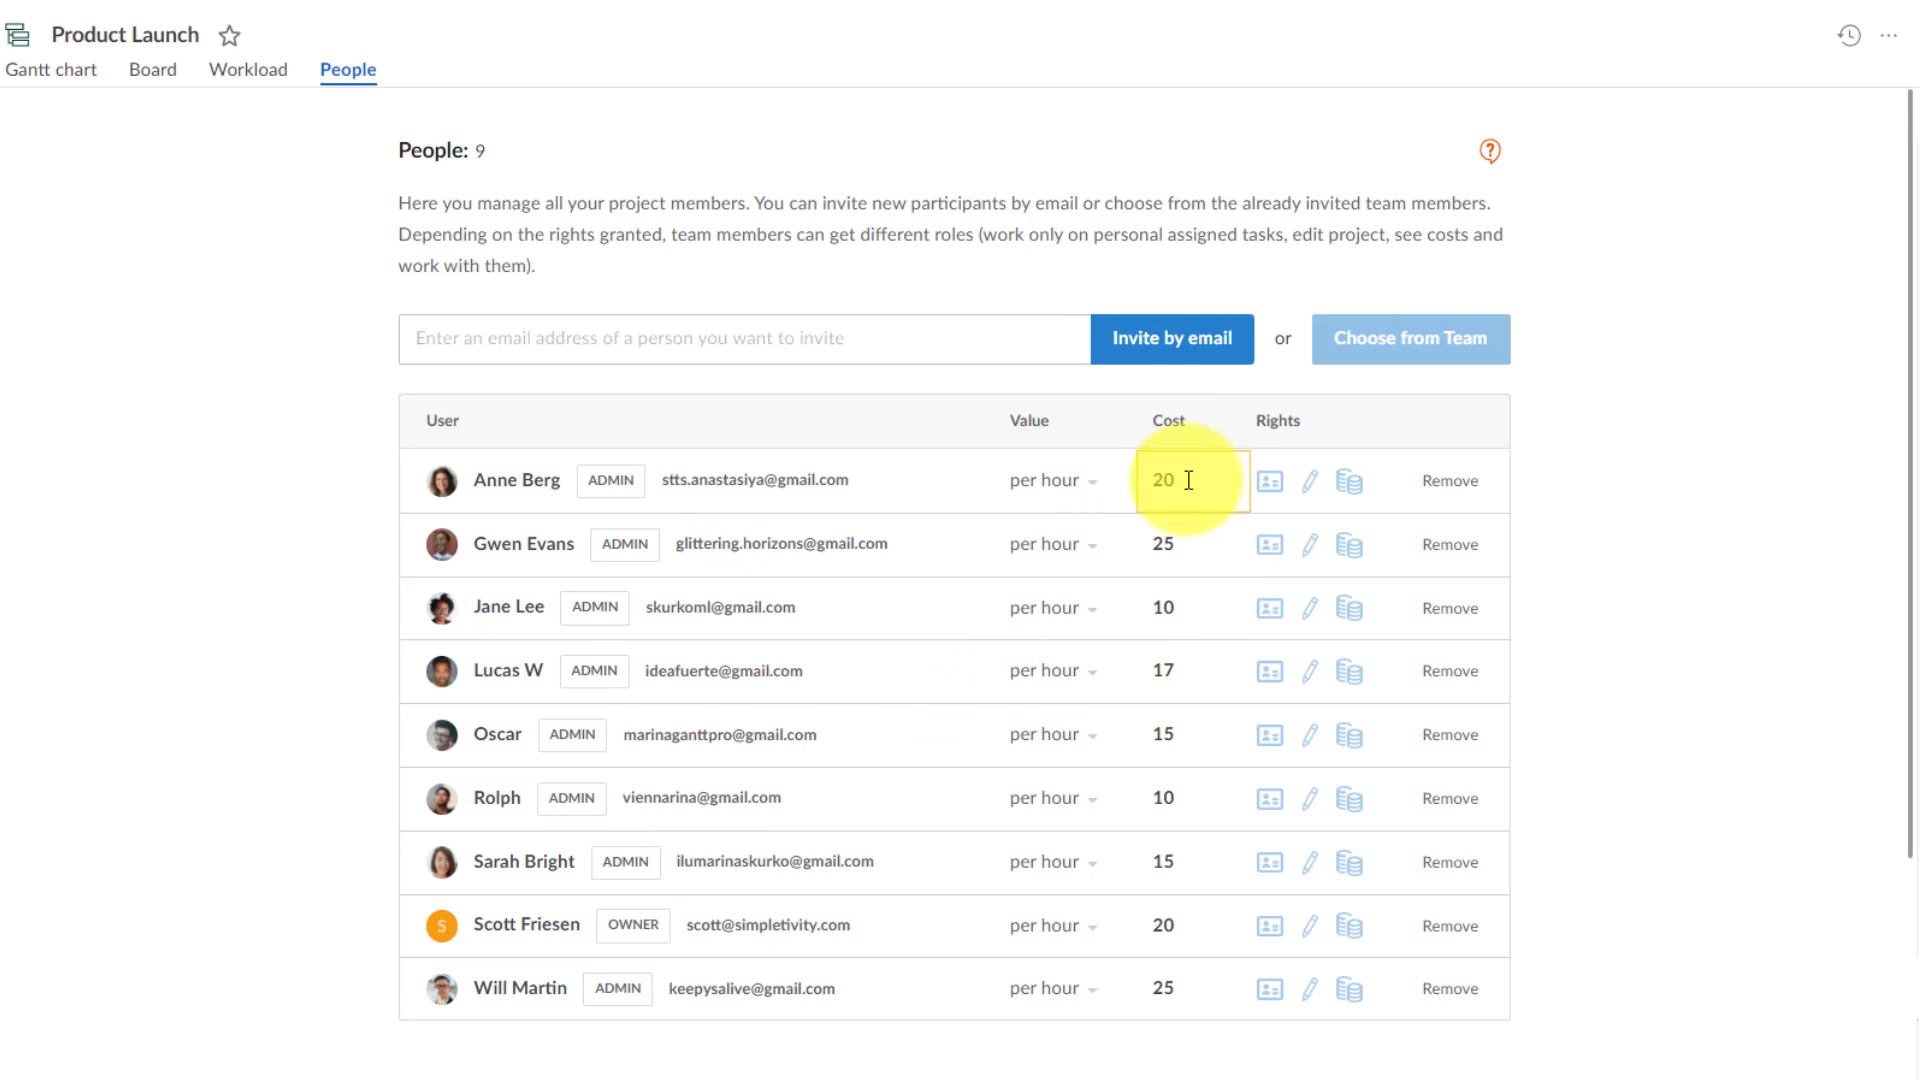 Product Launch
Gantt chart Board Workload People
People: 9
Here you manage all your project members. You can invite new participants by email or choose from the already invited team members.
Depending on the rights granted, team members can get different roles (work only on personal assigned tasks, edit project, see costs and
work with them).
Enter an email address of a person you want to invite Invite by email or Choose from Team
User Value Cost Rights
Anne Berg ADMIN stts.anastasiya@gmail.com per hour 20 Remove
Gwen Evans ADMIN glittering.horizons@gmail.com per hour 25 Remove
Jane Lee ADMIN skurkoml@gmail.com per hour 10 Remove
Lucas W ADMIN ideafuerte@gmail.com per hour 17 Remove
Oscar ADMIN marinaganttpro@gmail.com per hour 15 Remove
Rolph ADMIN viennarina@gmail.com per hour 10 Remove
Sarah Bright ADMIN ilumarinaskurko@gmail.com per hour 15 Remove
S Scott Friesen OWNER scott@simpletivity.com per hour 20 Remove
Will Martin ADMIN keepysalive@gmail.com per hour 25 Remove